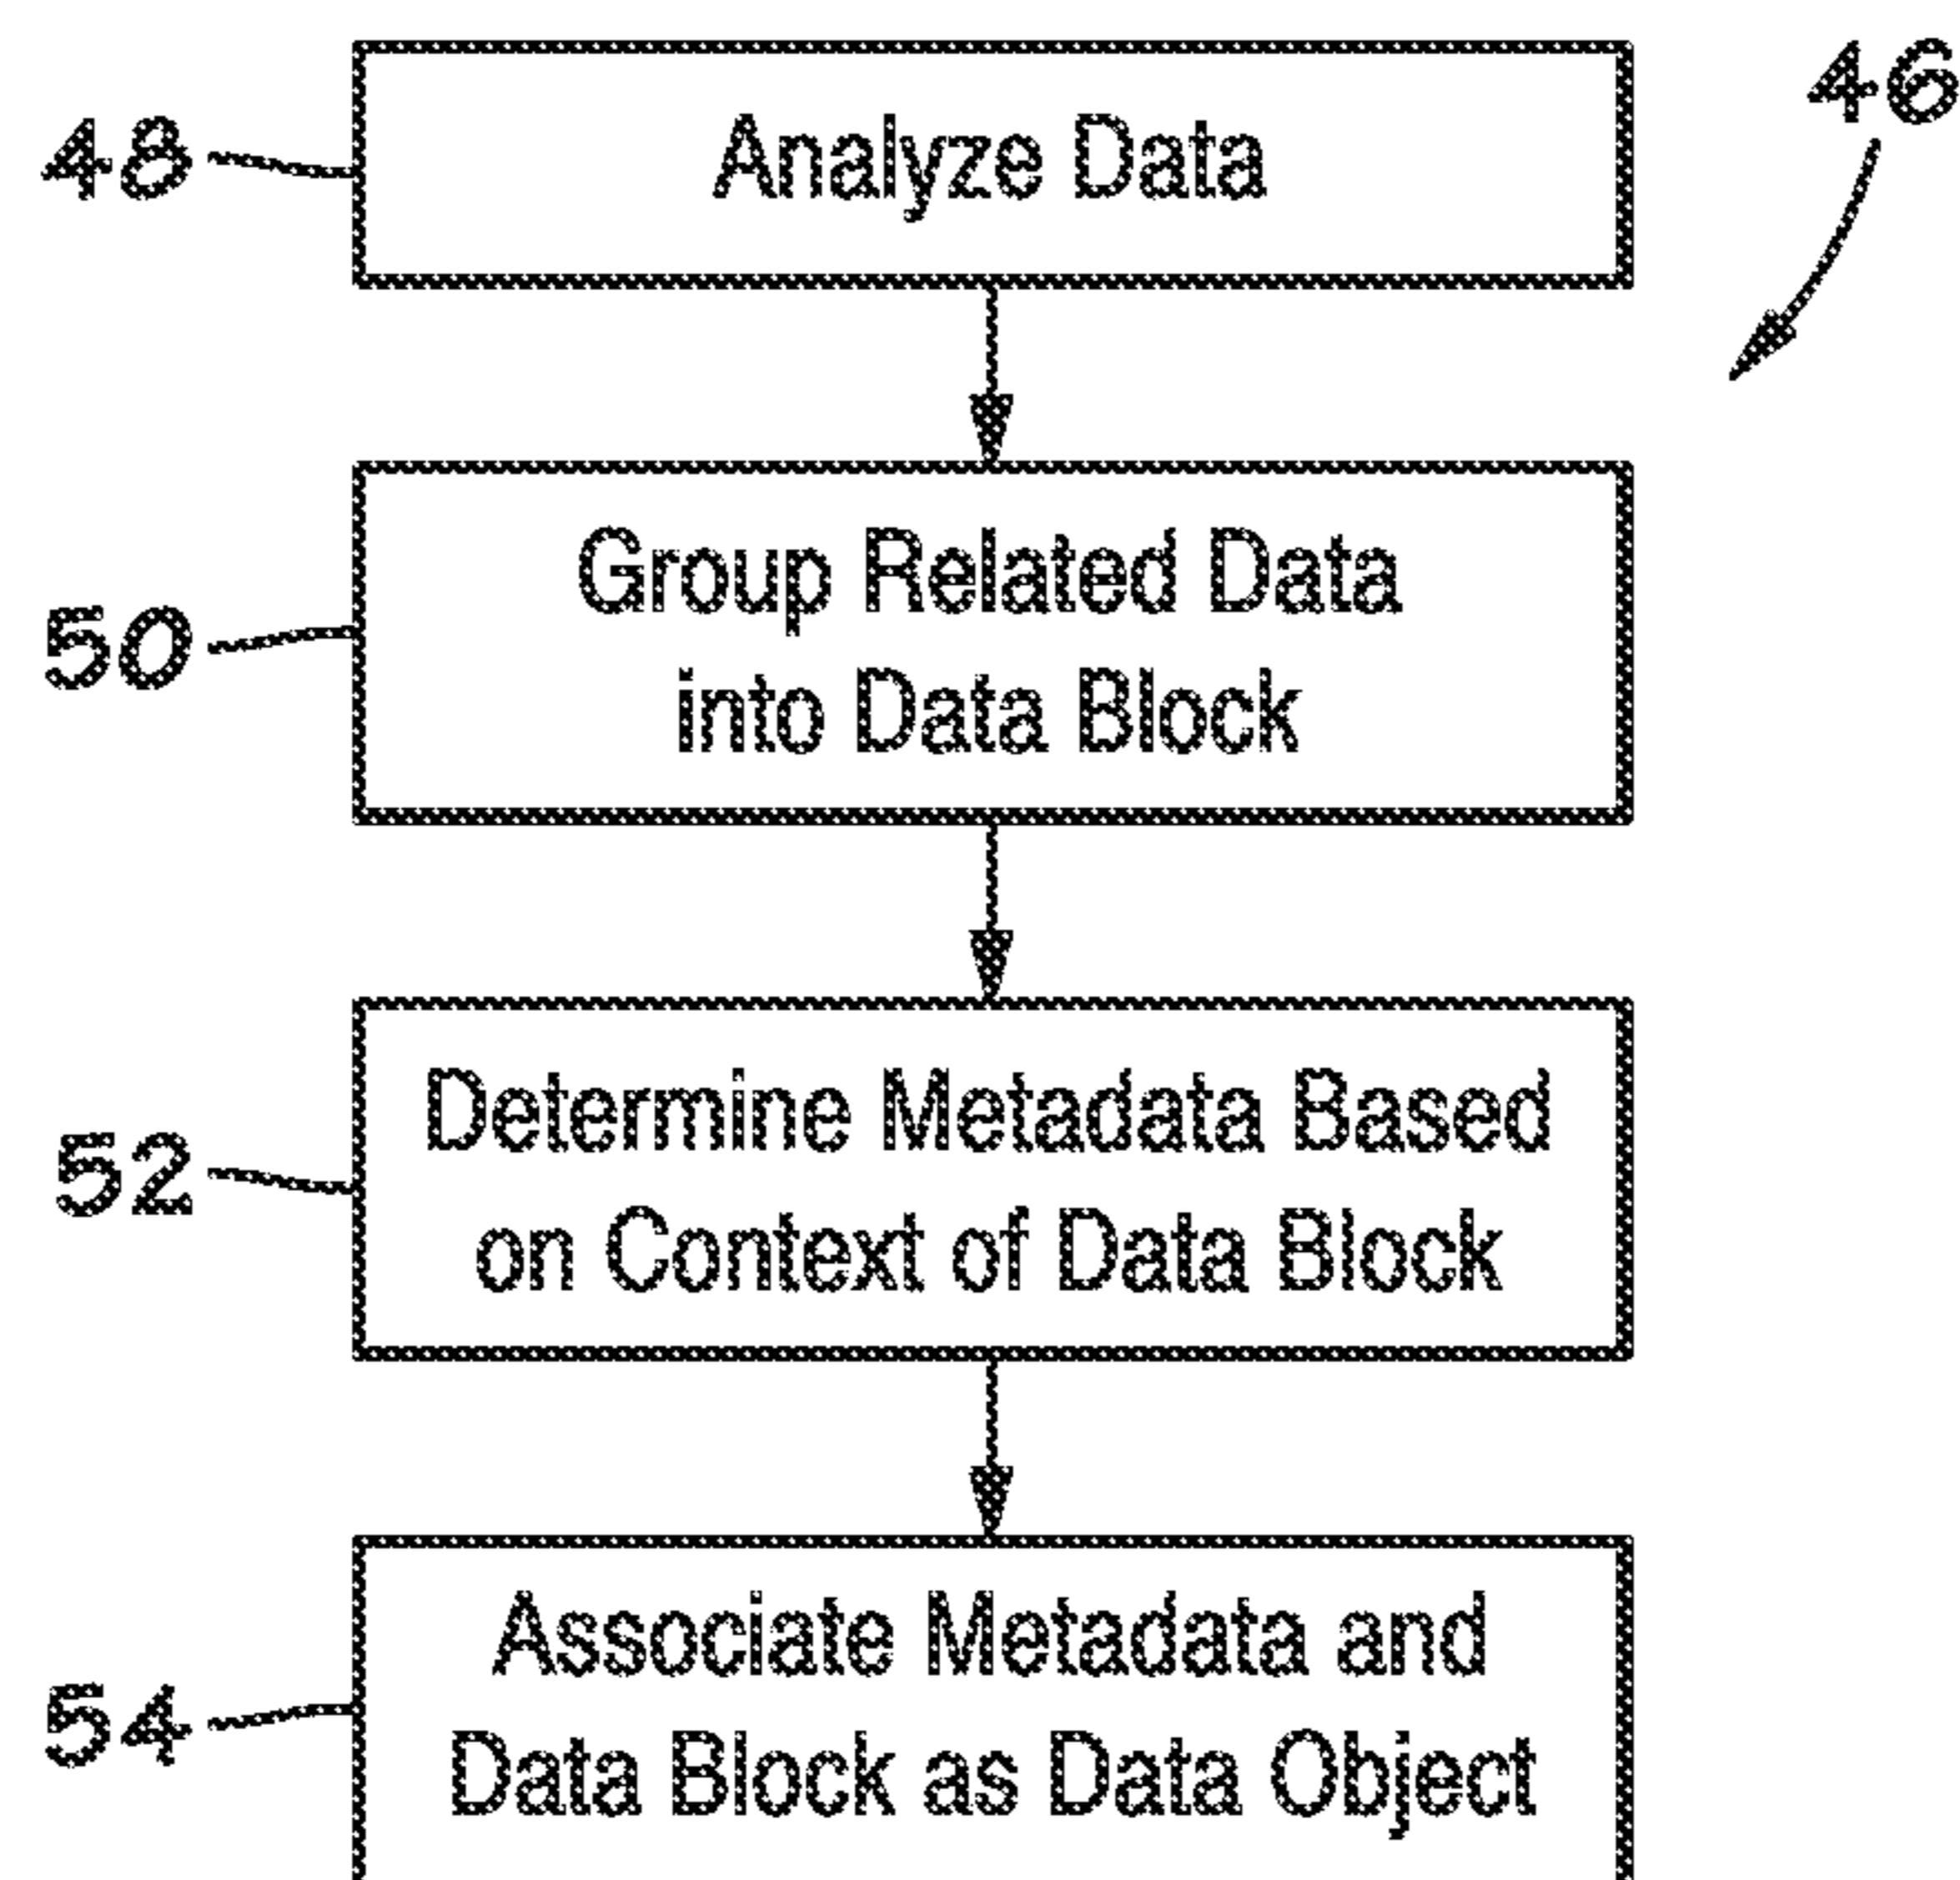 46
48
Analyze Data
50
Group Related Data
into Data Block
52
Determine Metadata Based
on Context of Data Block
54
Associate Metadata and
Data Block as Data Object